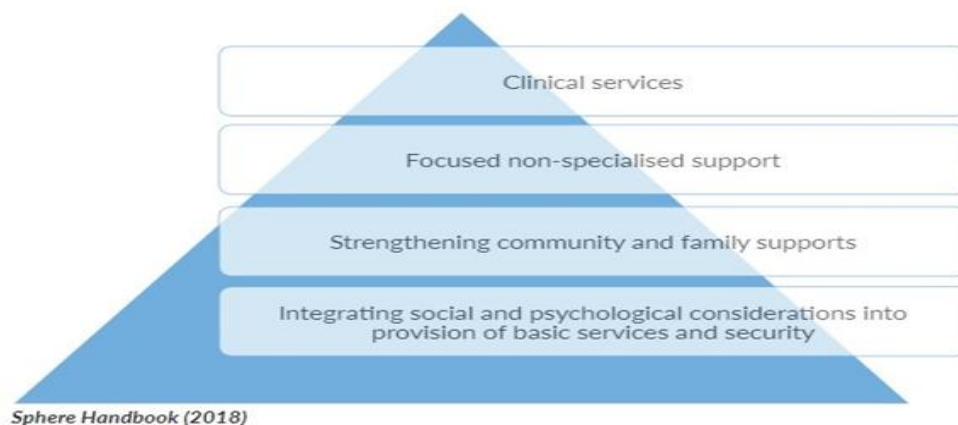 Clinical services
Focused non-specialised support
Strengthening community and family supports
Integrating social and psychological considerations into
provision of basic services and security
Sphere Handbook (2018)